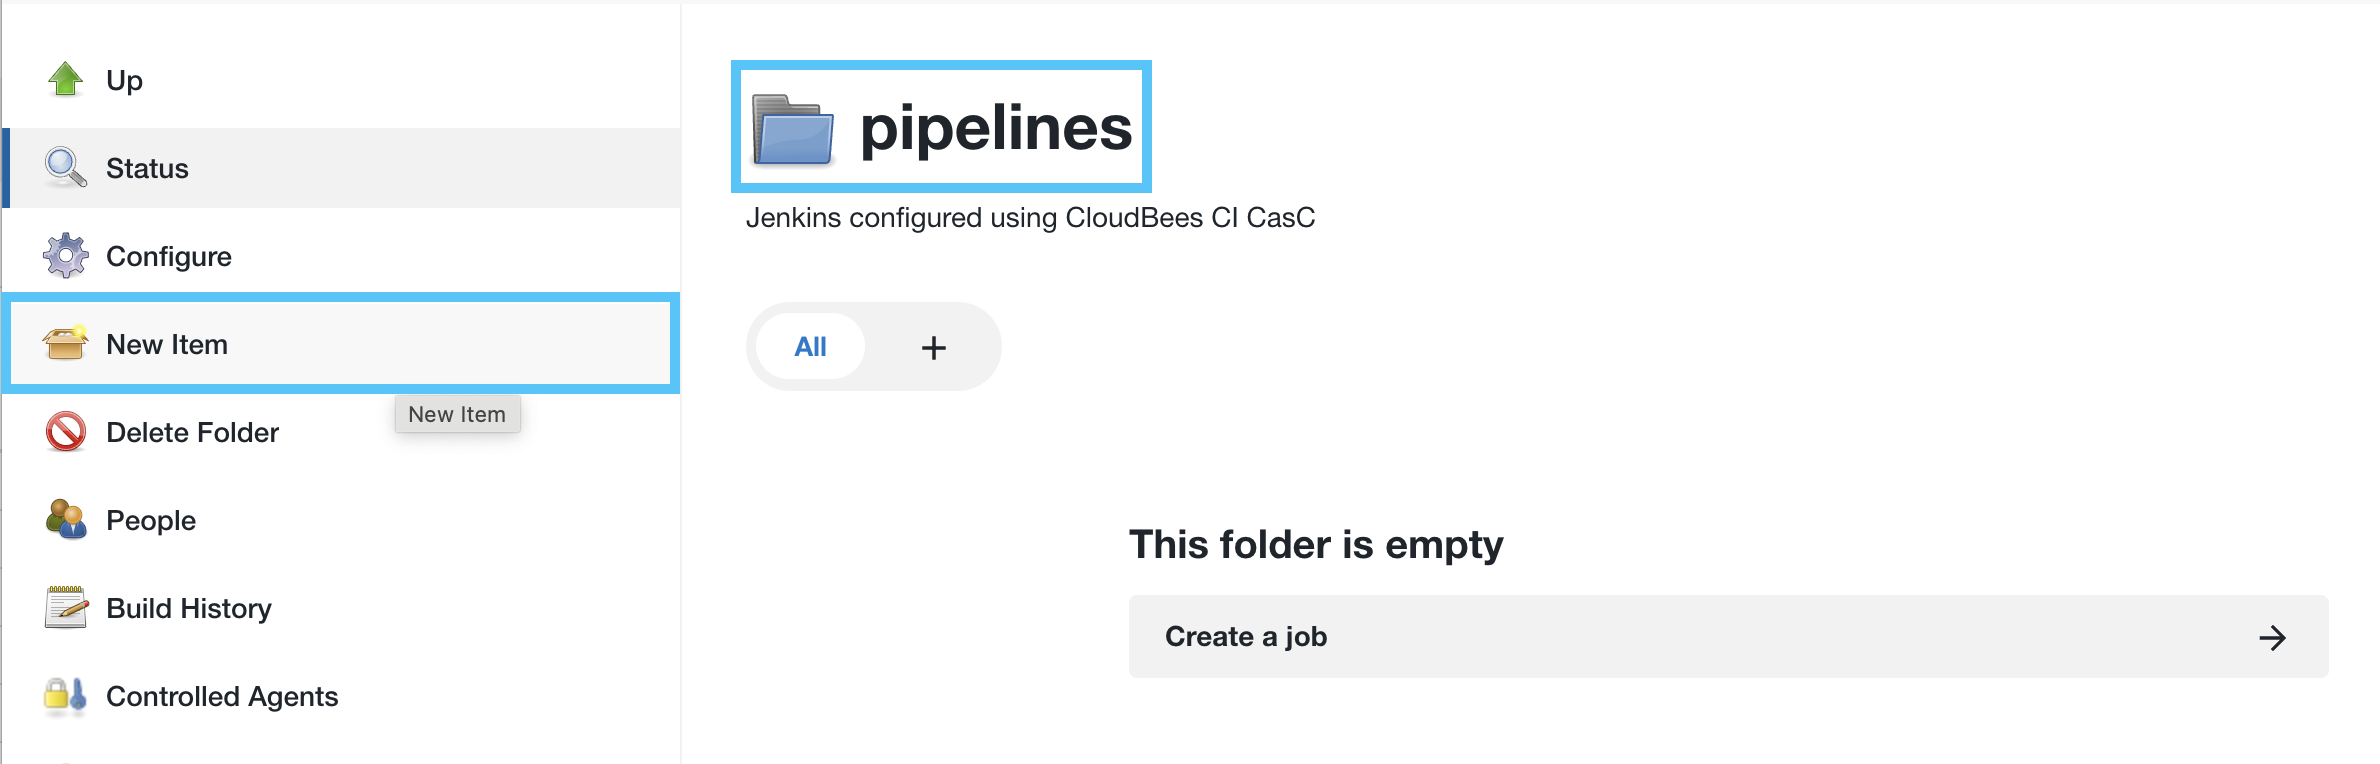 Up
Status
Configure
New Item
New Item
Delete Folder
People
Build History
Controlled Agents
pipelines
Jenkins configured using CloudBees CI CasC
All +
This folder is empty
Create a job